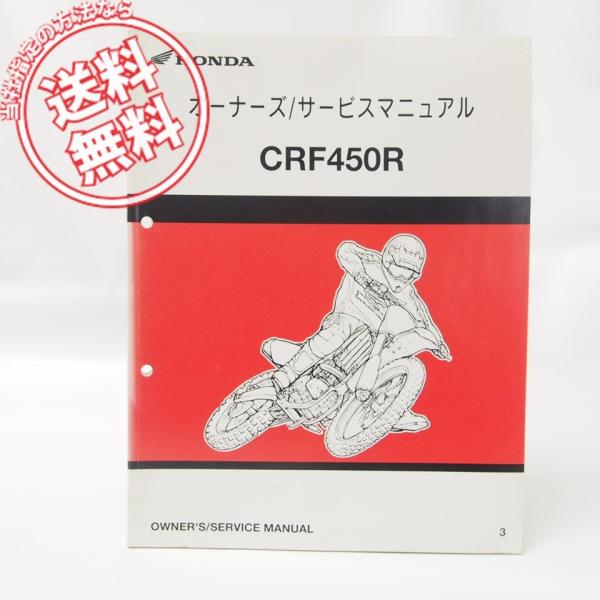 当社指定の方法なら
送料
無料
HONDA
オーナーズ/サービスマニュアル
CRF450R
OWNER'S/SERVICE MANUAL
3